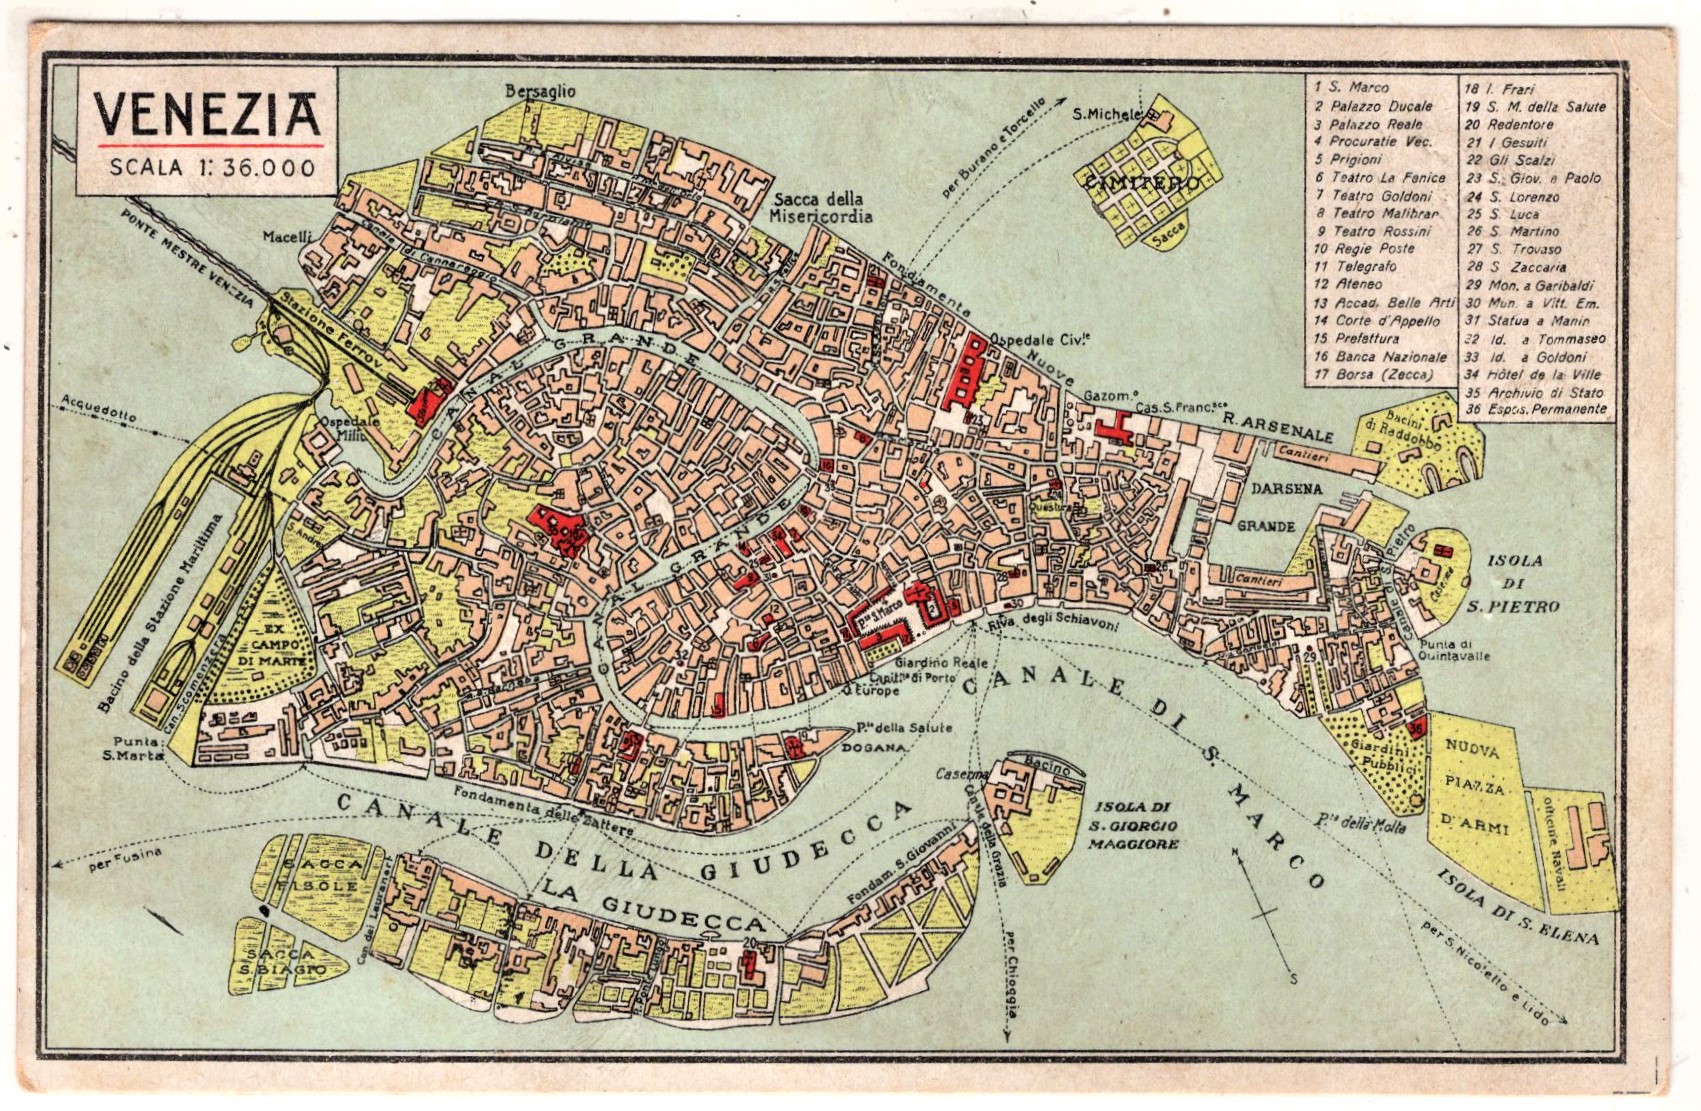 VENEZIA
SCALA 1:36.000
Bersaglio
PONTE MESTRE VENEZIA
Macelli
Sacca della
Misericordia
per Burano e Torcello
S. Michele
CIMITERO
Sacca
1 S. Marco
2 Palazzo Ducale
3 Palazzo Reale
4 Procuratie Vec.
5 Prigioni
6 Teatro La Fenice
7 Teatro Goldoni
8 Teatro Malibran
9 Teatro Rossini
10 Regie Poste
11 Telegrafo
12 Ateneo
13 Accad. Belle Arti
14 Corte d'Appello
15 Prefettura
16 Banca Nazionale
17 Borsa (Zecca)
18 I. Frari
19 S. M. della Salute
20 Redentore
21 I Gesuiti
22 Gli Scalzi
23 S. Giov. e Paolo
24 S. Lorenzo
25 S. Luca
26 S. Martino
27 S. Trovaso
28 S Zaccaria
29 Mon. a Garibaldi
30 Mun. a Vitt. Em.
31 Statua a Manin
32 Id. a Tommaseo
33 Id. a Goldoni
34 Hôtel de la Ville
35 Archivio di Stato
36 Espos. Permanente
Canale di Cannareggio
Stazione Ferrov.
Fondamenta
Nuove
Ospedale Civ.le
Gazom.o
Cas. S. Franc.sco
R. ARSENALE
Cantieri
Bacini
di Raddobbo
Acquedotto
Ospedale
Milit.
CANAL GRANDE
DARSENA
GRANDE
Cantieri
Questura
S. Andrea
Canale di S. Pietro
Caserme
ISOLA
DI
S. PIETRO
Punta di
Quintavalle
Bacino della Stazione Marittima
EX
CAMPO
DI MARTE
Can. Scomenzera
Punta
S. Marta
CANAL GRANDE
P.za S. Marco
Riva degli Schiavoni
Giardino Reale
Capit.ria di Porto
Europe
P.ta della Salute
DOGANA
CANALE DI S. MARCO
Giardini
Pubblici
NUOVA
PIAZZA
D'ARMI
Officine Navali
ISOLA DI S. ELENA
P.ta della Motta
Fondamenta delle Zattere
CANALE DELLA GIUDECCA
per Fusina
Caserma
Bacino
Canale della Grazia
ISOLA DI
S. GIORGIO
MAGGIORE
SACCA
FISOLE
SACCA
S. BIAGIO
Can. dei Lavraneri
LA GIUDECCA
Fondam. S. Giovanni
R. Ponte Lungo
per Chioggia
N
S
per S. Nicoletto e Lido